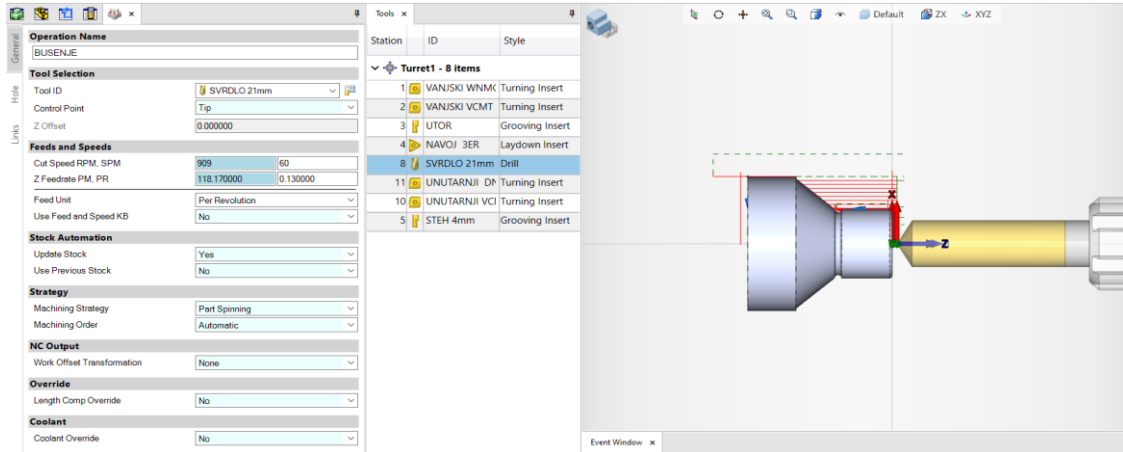 Tools ×
Default ZX XYZ
General
Hole
Links
Operation Name
BUSENJE
Tool Selection
Tool ID SVRDLO 21mm
Control Point Tip
Z Offset 0.000000
Feeds and Speeds
Cut Speed RPM, SPM 909 60
Z Feedrate PM, PR 118.170000 0.130000
Feed Unit Per Revolution
Use Feed and Speed KB No
Stock Automation
Update Stock Yes
Use Previous Stock No
Strategy
Machining Strategy Part Spinning
Machining Order Automatic
NC Output
Work Offset Transformation None
Override
Length Comp Override No
Coolant
Coolant Override No
Station ID Style
Turret1 - 8 items
1 VANJSKI WNMG Turning Insert
2 VANJSKI VCMT Turning Insert
3 UTOR Grooving Insert
4 NAVOJ 3ER Laydown Insert
8 SVRDLO 21mm Drill
11 UNUTARNJI DN Turning Insert
10 UNUTARNJI VCI Turning Insert
5 STEH 4mm Grooving Insert
X
Z
Event Window ×